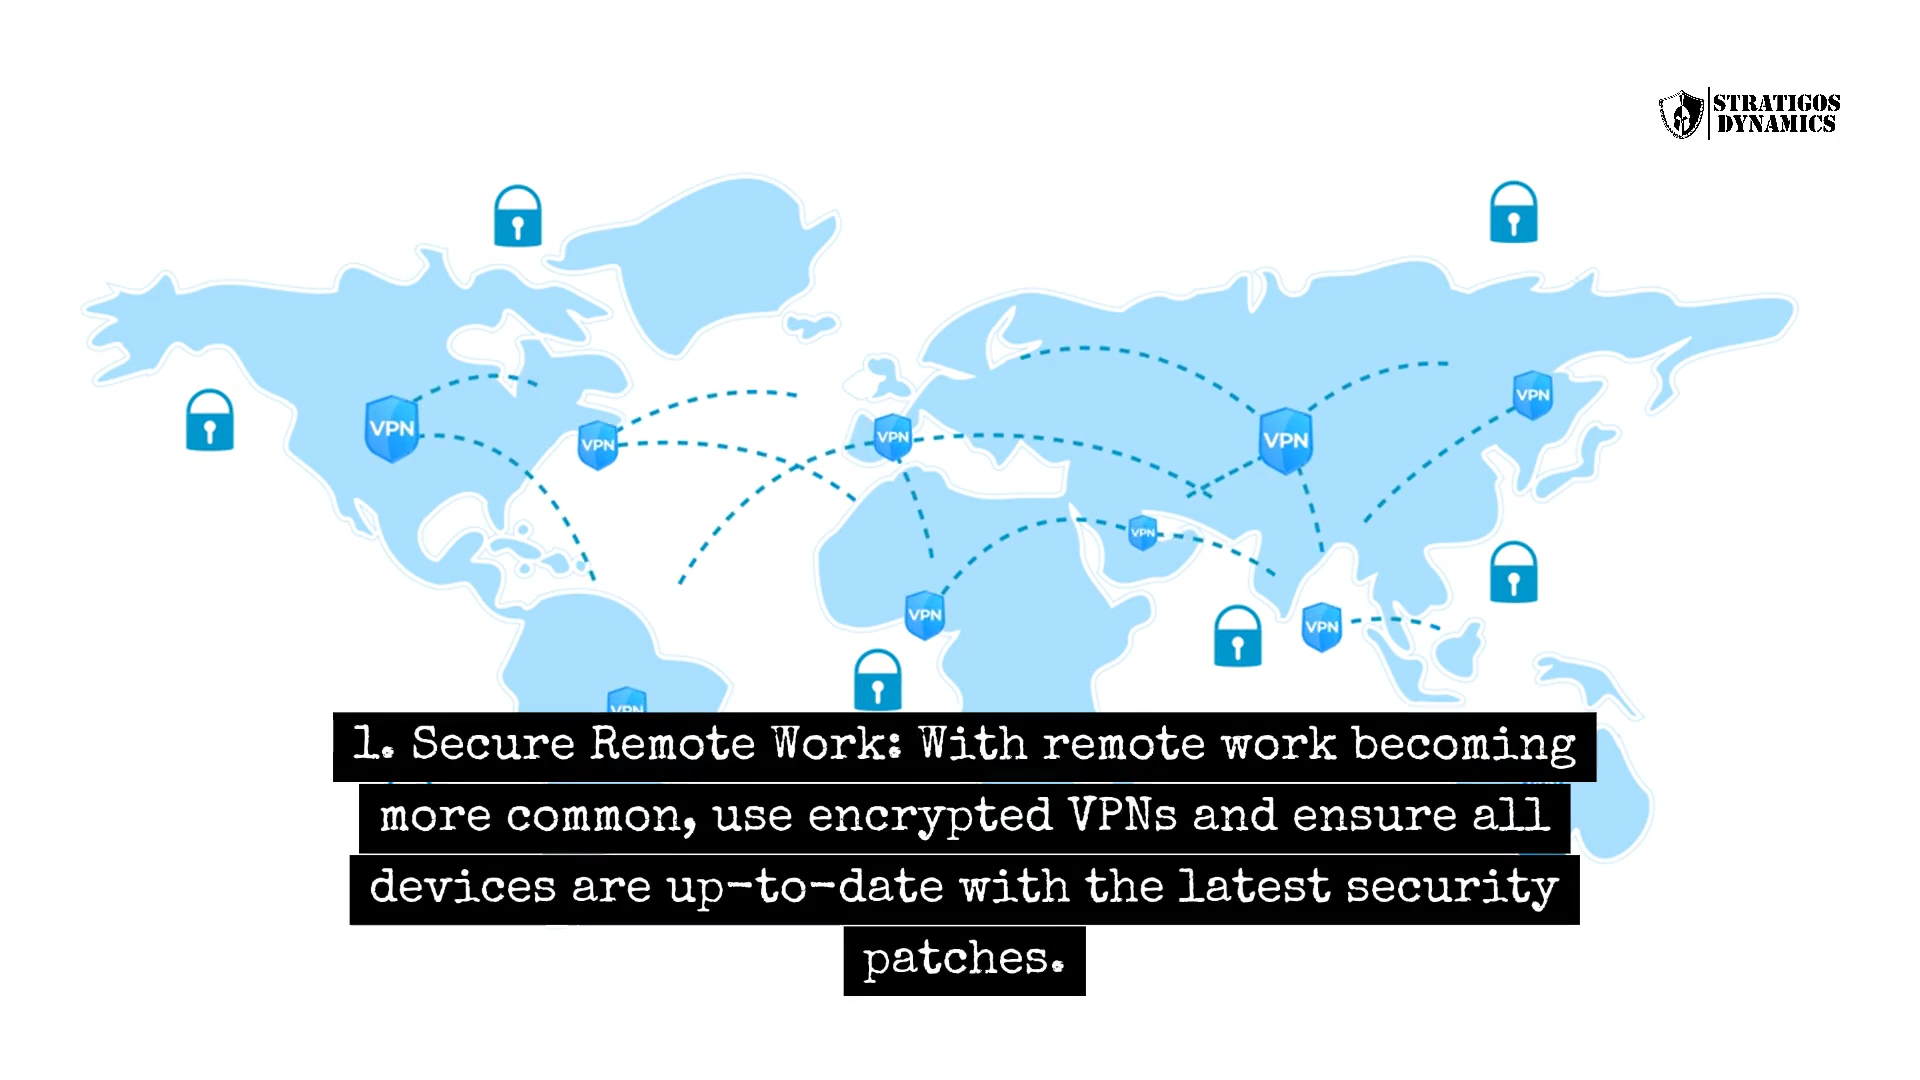 STRATIGOS
DYNAMICS
VPN
VPN
VPN
VPN
VPN
VPN
VPN
VPN
VPN
1. Secure Remote Work: With remote work becoming
more common, use encrypted VPNs and ensure all
devices are up-to-date with the latest security
patches.